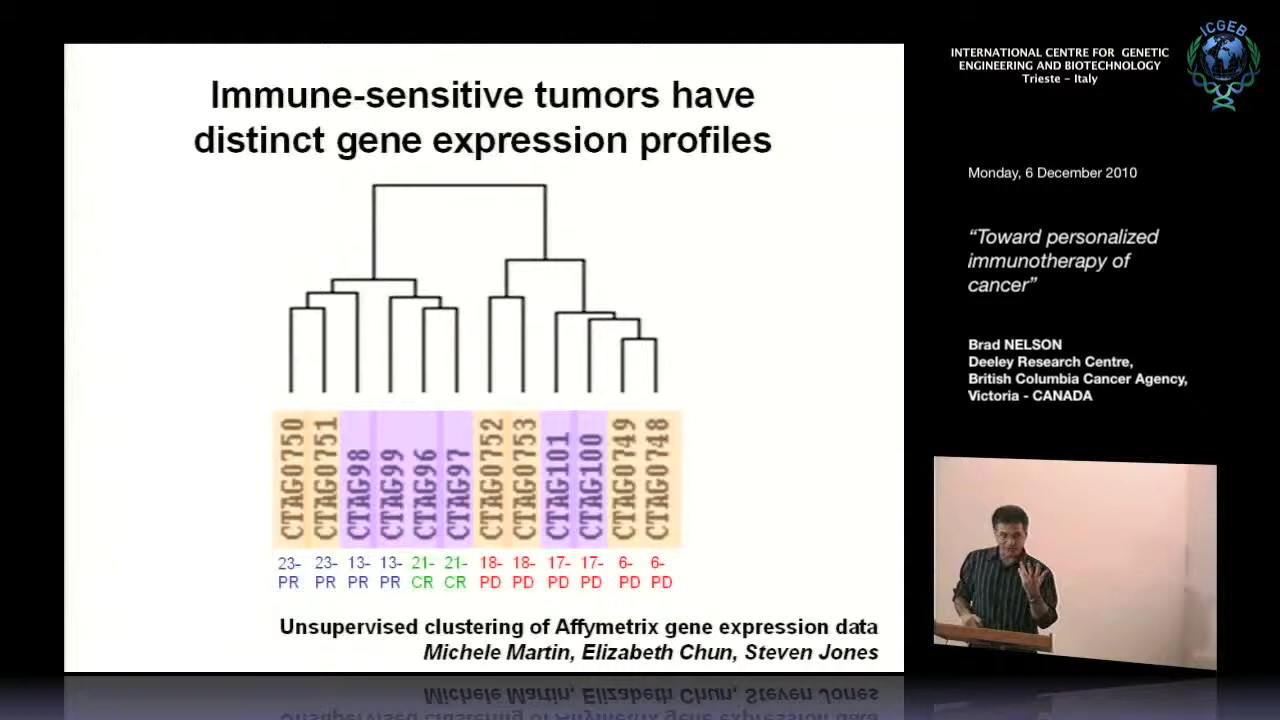 Immune-sensitive tumors have
distinct gene expression profiles
CTAG0750 CTAG0751 CTAG98 CTAG99 CTAG96 CTAG97 CTAG0752 CTAG0753 CTAG101 CTAG100 CTAG0749 CTAG0748
23- 23- 13- 13- 21- 21- 18- 18- 17- 17- 6- 6-
PR PR PR PR CR CR PD PD PD PD PD PD
Unsupervised clustering of Affymetrix gene expression data
Michele Martin, Elizabeth Chun, Steven Jones
INTERNATIONAL CENTRE FOR GENETIC
ENGINEERING AND BIOTECHNOLOGY
Trieste - Italy
ICGEB
Monday, 6 December 2010
“Toward personalized
immunotherapy of
cancer”
Brad NELSON
Deeley Research Centre,
British Columbia Cancer Agency,
Victoria - CANADA